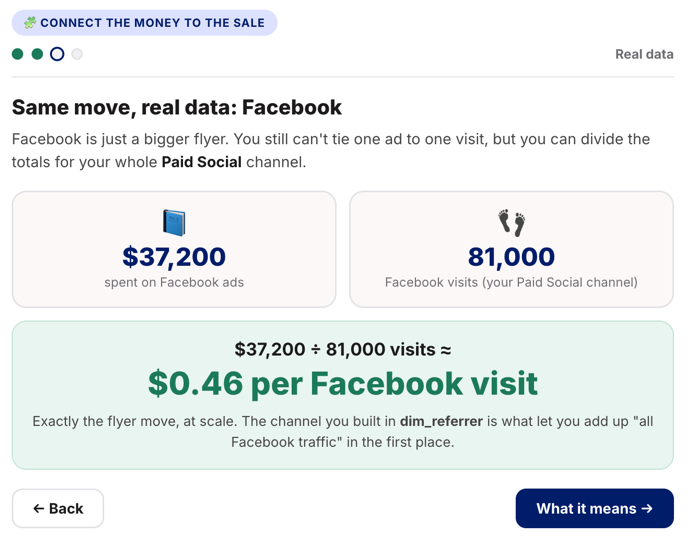 CONNECT THE MONEY TO THE SALE
Real data
Same move, real data: Facebook
Facebook is just a bigger flyer. You still can't tie one ad to one visit, but you can divide the
totals for your whole Paid Social channel.
$37,200
spent on Facebook ads
81,000
Facebook visits (your Paid Social channel)
$37,200 ÷ 81,000 visits ≈
$0.46 per Facebook visit
Exactly the flyer move, at scale. The channel you built in dim_referrer is what let you add up "all
Facebook traffic" in the first place.
← Back
What it means →